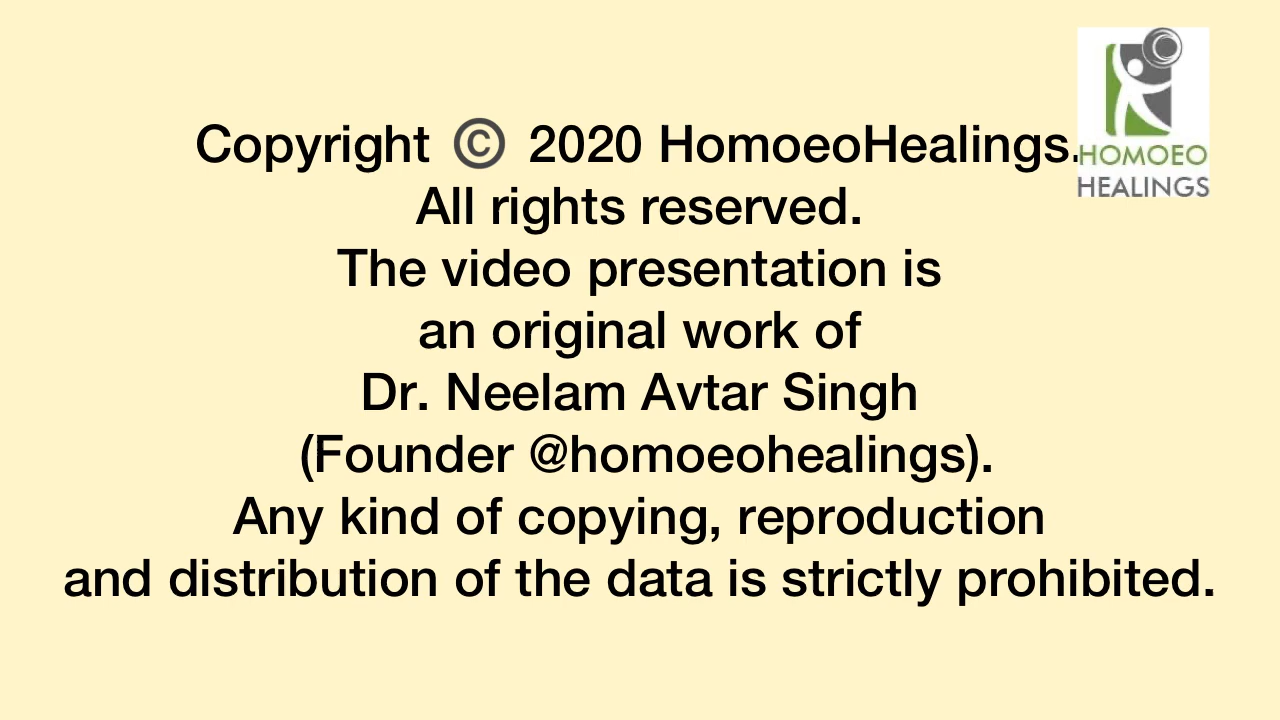 Copyright © 2020 HomoeoHealings.
All rights reserved.
The video presentation is
an original work of
Dr. Neelam Avtar Singh
(Founder @homoeohealings).
Any kind of copying, reproduction
and distribution of the data is strictly prohibited.
HOMOEO
HEALINGS